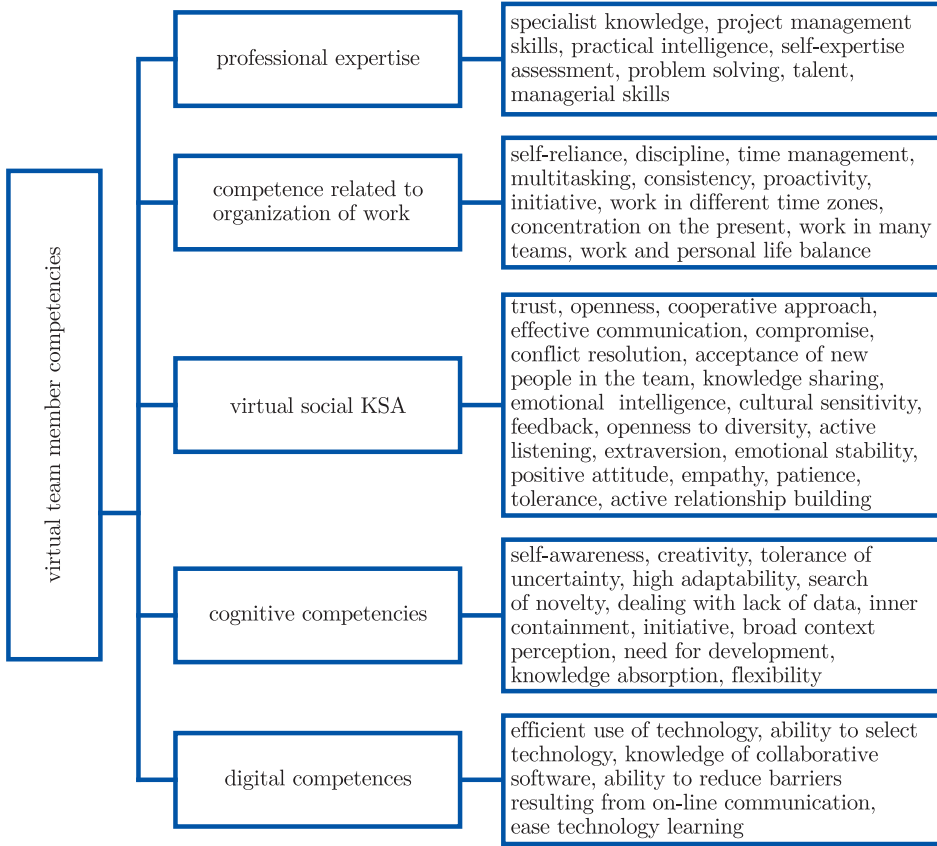 virtual team member competencies
professional expertise
specialist knowledge, project management
skills, practical intelligence, self-expertise
assessment, problem solving, talent,
managerial skills
competence related to
organization of work
self-reliance, discipline, time management,
multitasking, consistency, proactivity,
initiative, work in different time zones,
concentration on the present, work in many
teams, work and personal life balance
virtual social KSA
trust, openness, cooperative approach,
effective communication, compromise,
conflict resolution, acceptance of new
people in the team, knowledge sharing,
emotional intelligence, cultural sensitivity,
feedback, openness to diversity, active
listening, extraversion, emotional stability,
positive attitude, empathy, patience,
tolerance, active relationship building
cognitive competencies
self-awareness, creativity, tolerance of
uncertainty, high adaptability, search
of novelty, dealing with lack of data, inner
containment, initiative, broad context
perception, need for development,
knowledge absorption, flexibility
digital competences
efficient use of technology, ability to select
technology, knowledge of collaborative
software, ability to reduce barriers
resulting from on-line communication,
ease technology learning